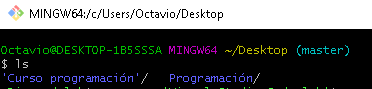 MINGW64:/c/Users/Octavio/Desktop
Octavio@DESKTOP-1B5SSSA MINGW64 ~/Desktop (master)
$ ls
'Curso programación'/ Programación/